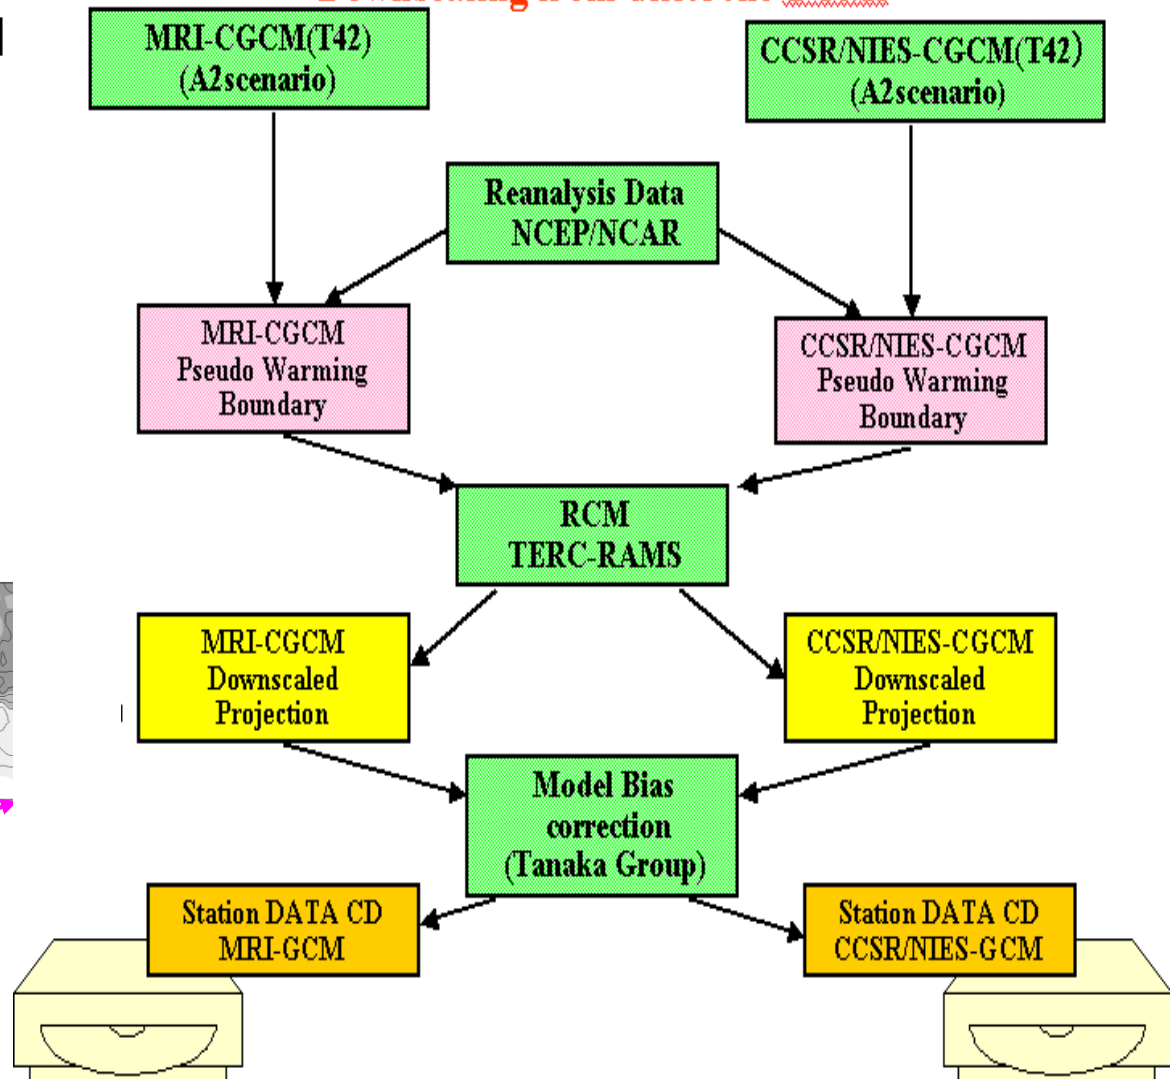 MRI-CGCM(T42)
(A2scenario)
CCSR/NIES-CGCM(T42)
(A2scenario)
Reanalysis Data
NCEP/NCAR
MRI-CGCM
Pseudo Warming
Boundary
CCSR/NIES-CGCM
Pseudo Warming
Boundary
RCM
TERC-RAMS
MRI-CGCM
Downscaled
Projection
CCSR/NIES-CGCM
Downscaled
Projection
Model Bias
correction
(Tanaka Group)
Station DATA CD
MRI-GCM
Station DATA CD
CCSR/NIES-GCM